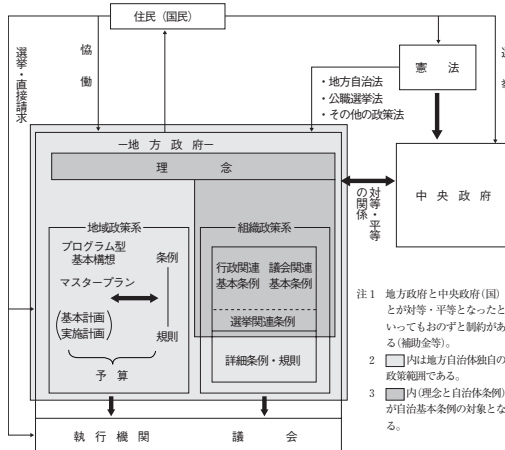 住民（国民）
選挙・直接請求
協働
選挙
憲法
・地方自治法
・公職選挙法
・その他の政策法
－地方政府－
理念
対等・平等
の関係
中央政府
地域政策系
プログラム型
基本構想
条例
マスタープラン
（基本計画
実施計画）
規則
予算
組織政策系
行政関連 議会関連
基本条例 基本条例
選挙関連条例
詳細条例・規則
執行機関 議会
注1 地方政府と中央政府(国)
とが対等・平等となったと
いってもおのずと制約があ
る(補助金等)。
2 内は地方自治体独自の
政策範囲である。
3 内(理念と自治体条例)
が自治基本条例の対象とな
る。